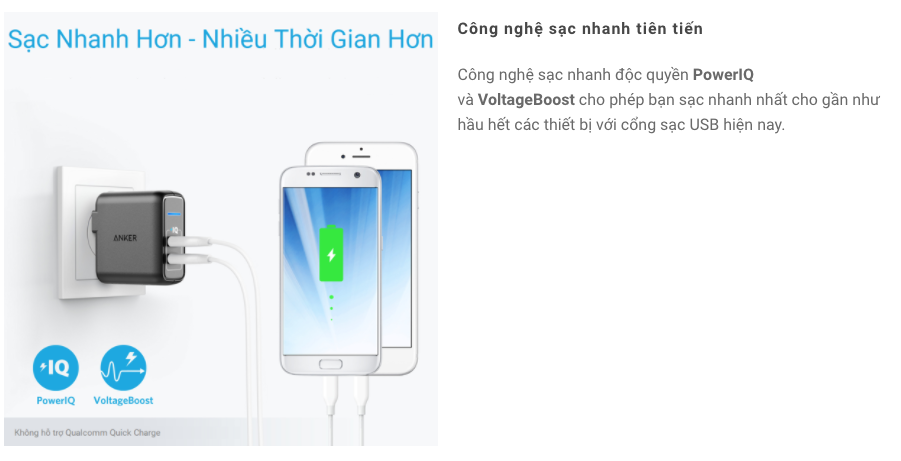 Sạc Nhanh Hơn - Nhiều Thời Gian Hơn
ANKER
IQ
IQ
PowerIQ
VoltageBoost
Không hỗ trợ Qualcomm Quick Charge
Công nghệ sạc nhanh tiên tiến
Công nghệ sạc nhanh độc quyền PowerIQ
và VoltageBoost cho phép bạn sạc nhanh nhất cho gần như
hầu hết các thiết bị với cổng sạc USB hiện nay.